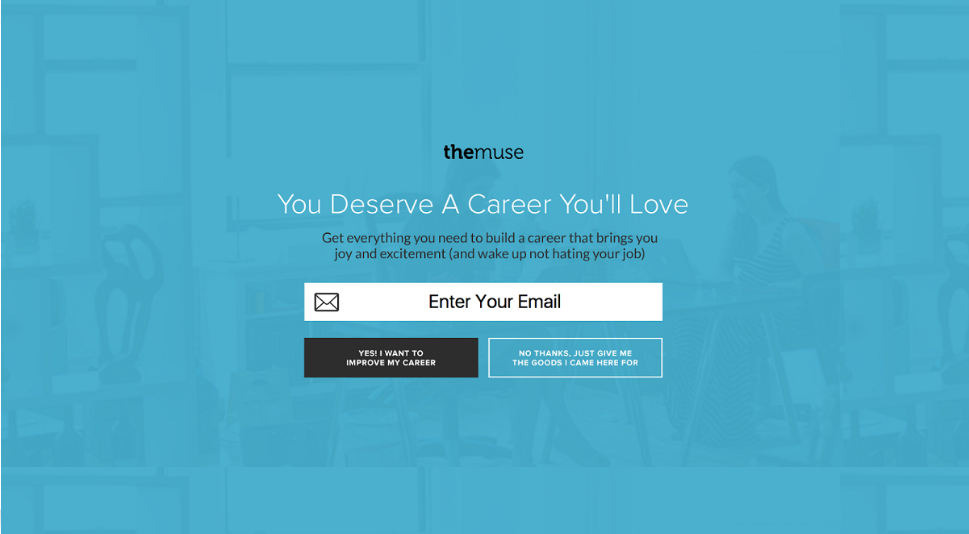 themuse
You Deserve A Career You'll Love
Get everything you need to build a career that brings you
joy and excitement (and wake up not hating your job)
Enter Your Email
YES! I WANT TO
IMPROVE MY CAREER
NO THANKS, JUST GIVE ME
THE GOODS I CAME HERE FOR